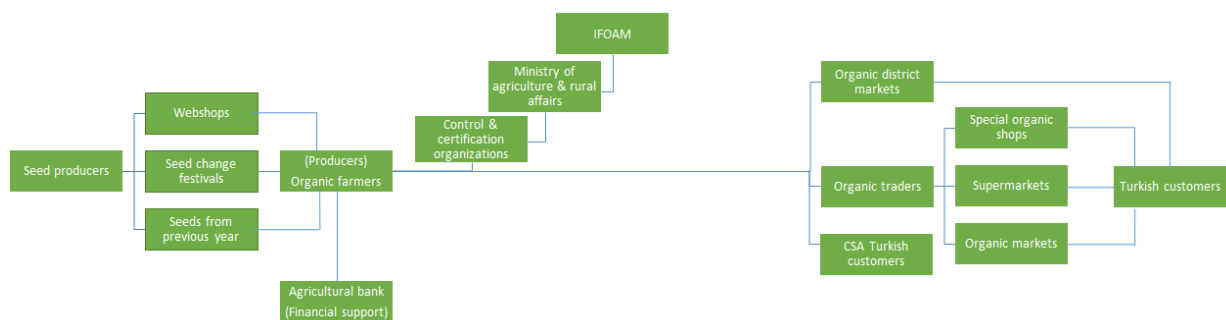 IFOAM
Ministry of
agriculture & rural
affairs
Control &
certification
organizations
Seed producers
Webshops
Seed change
festivals
Seeds from
previous year
(Producers)
Organic farmers
Agricultural bank
(Financial support)
Organic district
markets
Organic traders
CSA Turkish
customers
Special organic
shops
Supermarkets
Organic markets
Turkish customers